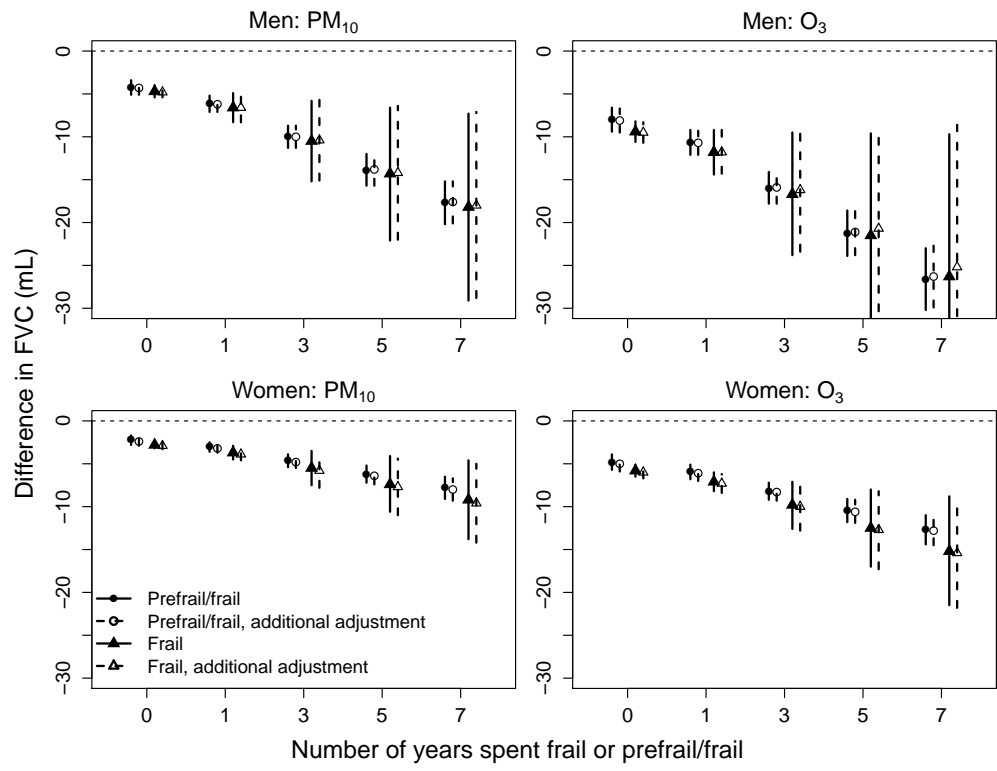 Men: PM₁₀
Men: O₃
Difference in FVC (mL)
0
−10
−20
−30
0 1 3 5 7
0
−10
−20
−30
0 1 3 5 7
Women: PM₁₀
Women: O₃
0
−10
−20
−30
Prefrail/frail
Prefrail/frail, additional adjustment
Frail
Frail, additional adjustment
0 1 3 5 7
0
−10
−20
−30
0 1 3 5 7
Number of years spent frail or prefrail/frail